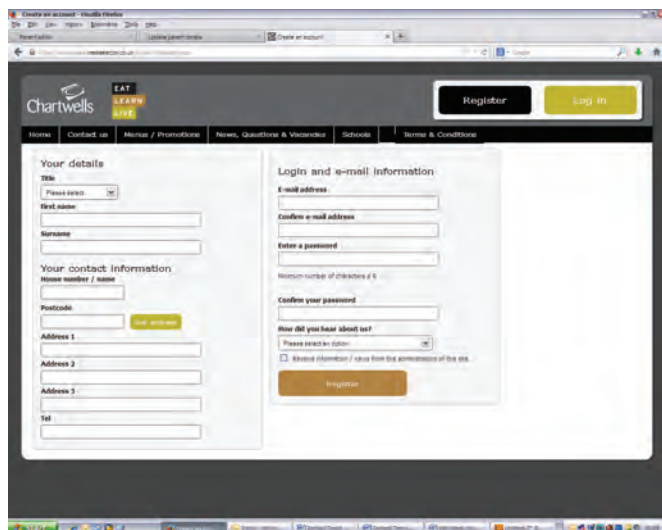 Create an account - Mozilla Firefox
Create an account
Chartwells
EAT
LEARN
LIVE
Register
Log in
Home
Contact us
Menus / Promotions
News, Questions & Vacancies
Schools
Terms & Conditions
Your details
Title
Please select
First name
Surname
Your contact information
House number / name
Postcode
Address 1
Address 2
Address 3
Tel
Login and e-mail information
E-mail address
Confirm e-mail address
Enter a password
Minimum number of characters
Confirm your password
How did you hear about us?
Please select an option
Receive information / news from the administrators of the site.
Register